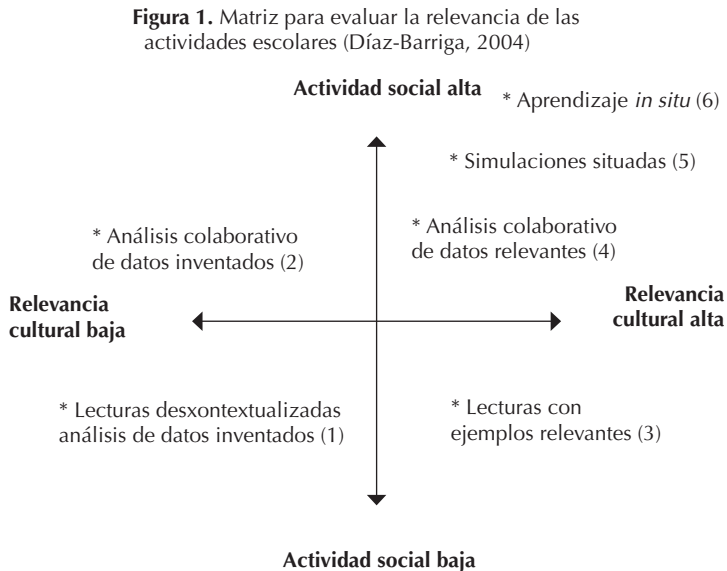 Figura 1. Matriz para evaluar la relevancia de las
actividades escolares (Díaz-Barriga, 2004)
Actividad social alta
* Aprendizaje in situ (6)
* Simulaciones situadas (5)
* Análisis colaborativo
de datos inventados (2)
* Análisis colaborativo
de datos relevantes (4)
Relevancia
cultural baja
Relevancia
cultural alta
* Lecturas desxontextualizadas
análisis de datos inventados (1)
* Lecturas con
ejemplos relevantes (3)
Actividad social baja